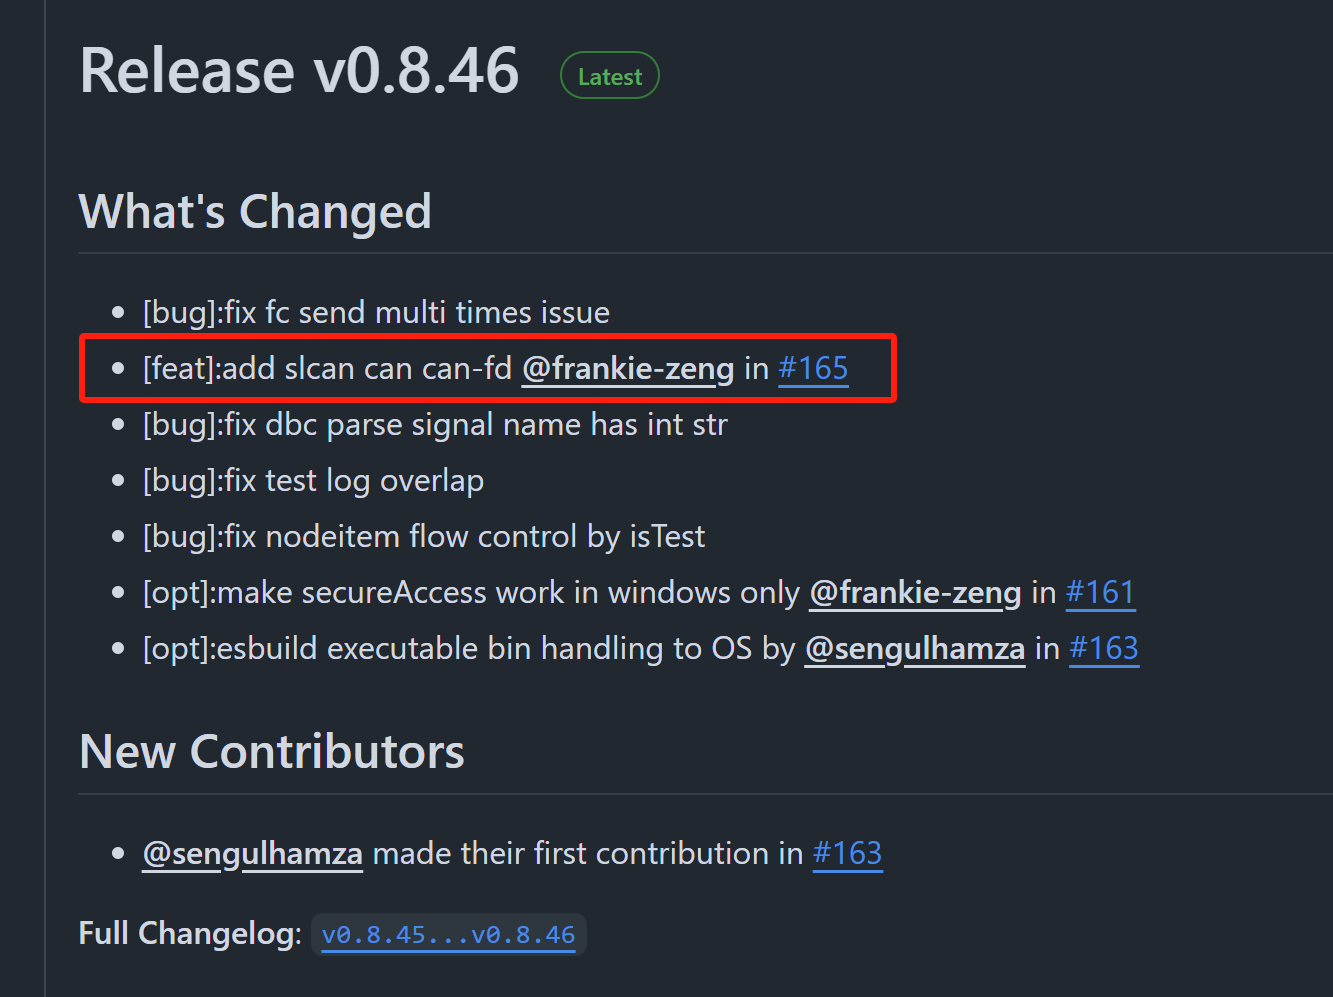 Release v0.8.46 Latest
What's Changed
[bug]:fix fc send multi times issue
[feat]:add slcan can can-fd @frankie-zeng in #165
[bug]:fix dbc parse signal name has int str
[bug]:fix test log overlap
[bug]:fix nodeitem flow control by isTest
[opt]:make secureAccess work in windows only @frankie-zeng in #161
[opt]:esbuild executable bin handling to OS by @sengulhamza in #163
New Contributors
@sengulhamza made their first contribution in #163
Full Changelog: v0.8.45...v0.8.46